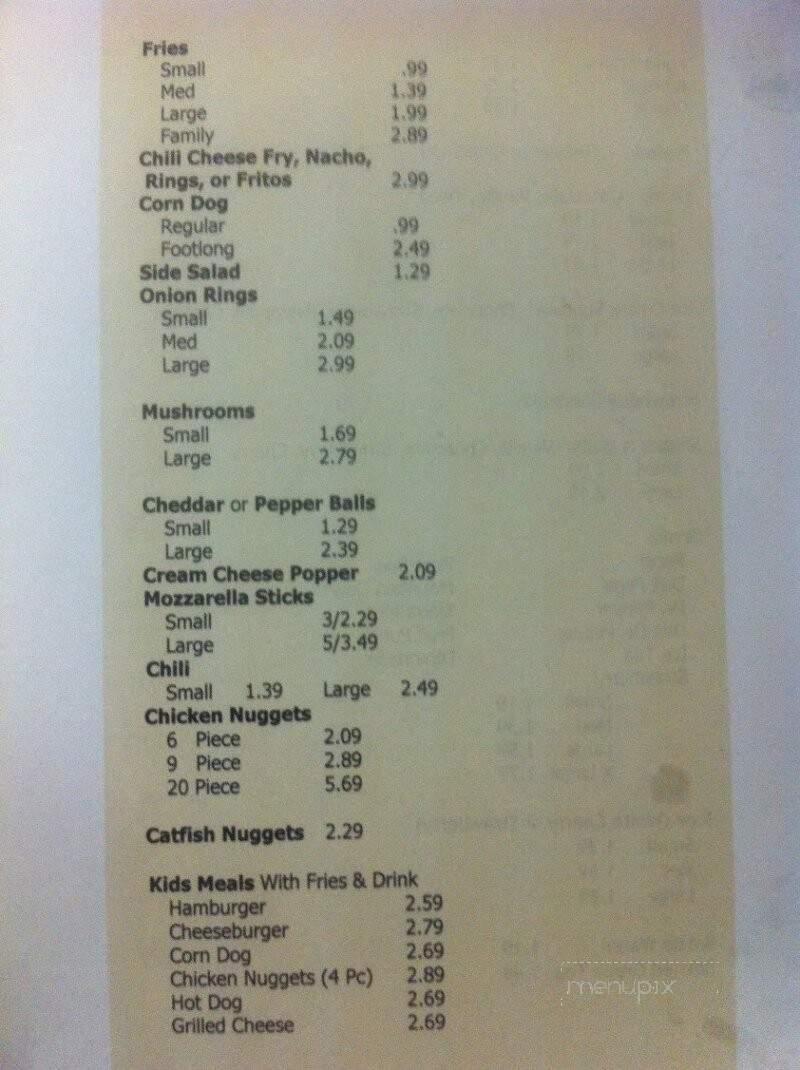 Fries
Small .99
Med 1.39
Large 1.99
Family 2.89
Chili Cheese Fry, Nacho,
Rings, or Fritos 2.99
Corn Dog
Regular .99
Footlong 2.49
Side Salad 1.29
Onion Rings
Small 1.49
Med 2.09
Large 2.99
Mushrooms
Small 1.69
Large 2.79
Cheddar or Pepper Balls
Small 1.29
Large 2.39
Cream Cheese Popper 2.09
Mozzarella Sticks
Small 3/2.29
Large 5/3.49
Chili
Small 1.39 Large 2.49
Chicken Nuggets
6 Piece 2.09
9 Piece 2.89
20 Piece 5.69
Catfish Nuggets 2.29
Kids Meals With Fries & Drink
Hamburger 2.59
Cheeseburger 2.79
Corn Dog 2.69
Chicken Nuggets (4 Pc) 2.89
Hot Dog 2.69
Grilled Cheese 2.69
menupix